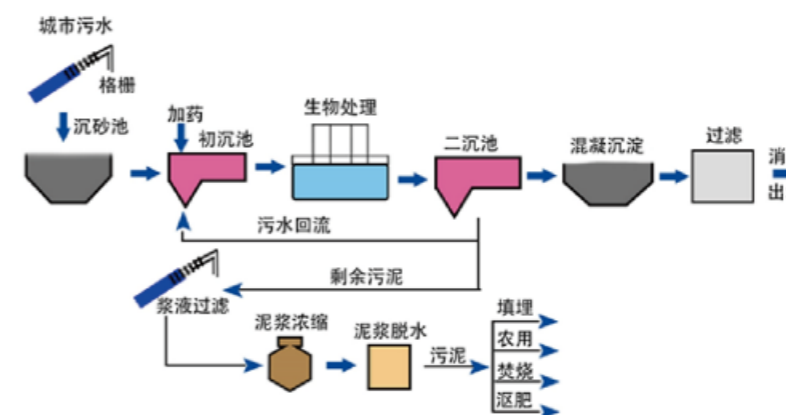 城市污水
格栅
沉砂池
加药
初沉池
生物处理
二沉池
混凝沉淀
过滤
消
出
污水回流
剩余污泥
浆液过滤
泥浆浓缩
泥浆脱水
污泥
填埋
农用
焚烧
沤肥